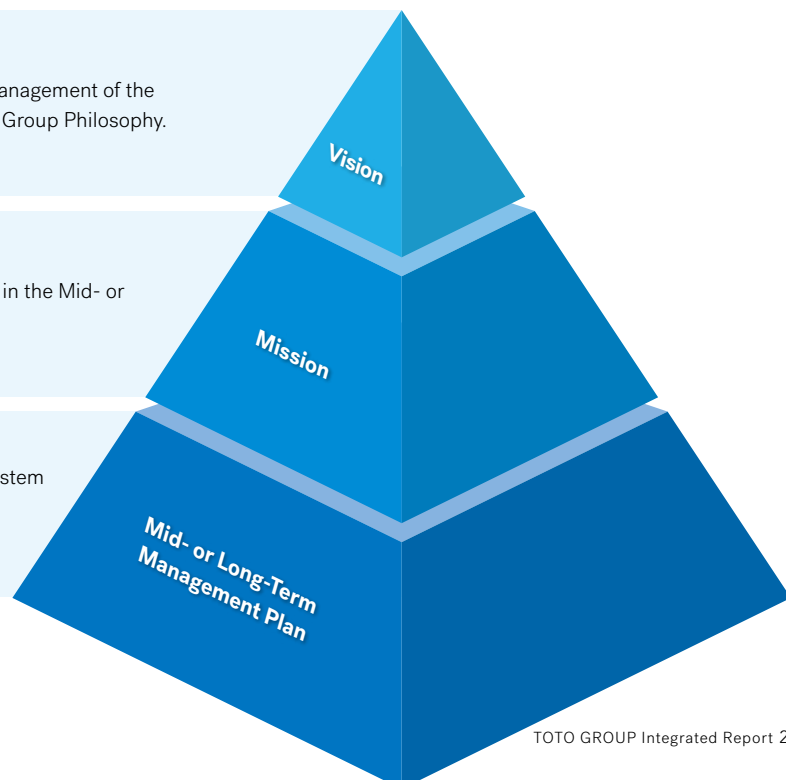 management of the
Group Philosophy.
Vision
in the Mid- or
Mission
stem
Mid- or Long-Term
Management Plan
TOTO GROUP Integrated Report 2